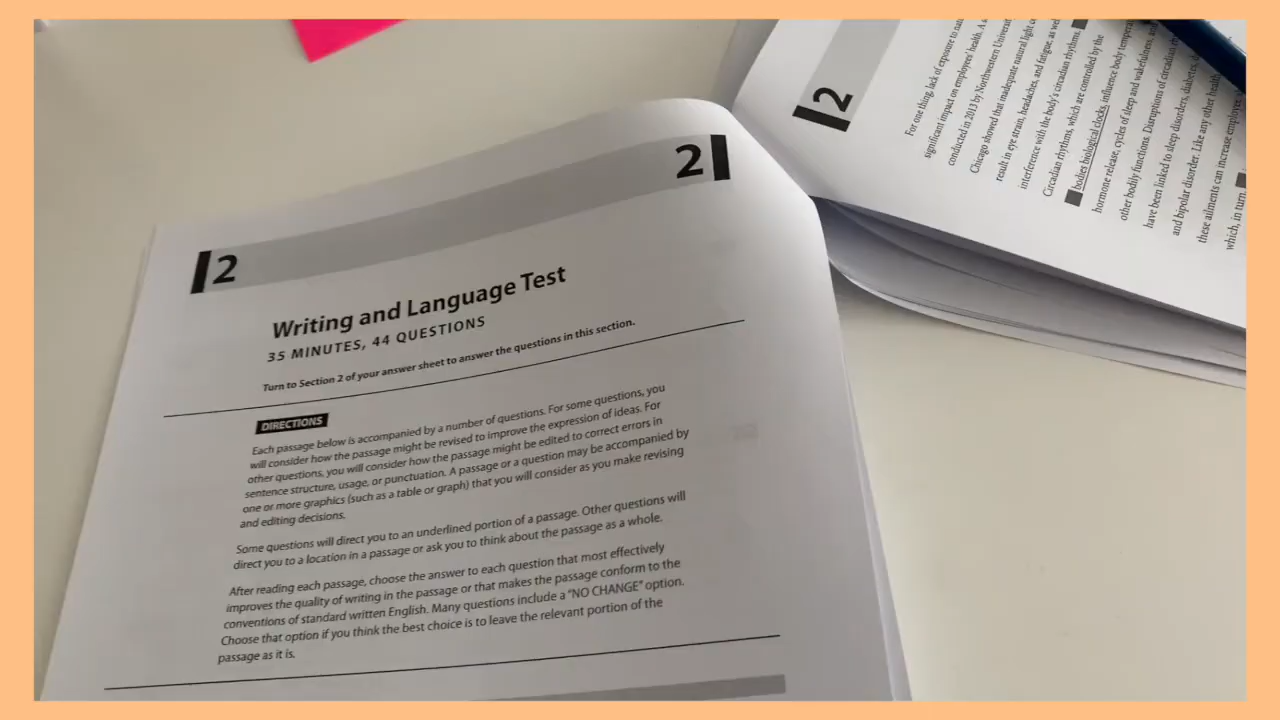 2
2
Writing and Language Test
35 MINUTES, 44 QUESTIONS
Turn to Section 2 of your answer sheet to answer the questions in this section.
DIRECTIONS
Each passage below is accompanied by a number of questions. For some questions, you
will consider how the passage might be revised to improve the expression of ideas. For
other questions, you will consider how the passage might be edited to correct errors in
sentence structure, usage, or punctuation. A passage or a question may be accompanied by
one or more graphics (such as a table or graph) that you will consider as you make revising
and editing decisions.
Some questions will direct you to an underlined portion of a passage. Other questions will
direct you to a location in a passage or ask you to think about the passage as a whole.
After reading each passage, choose the answer to each question that most effectively
improves the quality of writing in the passage or that makes the passage conform to the
conventions of standard written English. Many questions include a “NO CHANGE” option.
Choose that option if you think the best choice is to leave the relevant portion of the
passage as it is.
2
For one thing, lack of exposure to
significant impact on employees' health. A
conducted in 2013 by Northwestern
Chicago showed that inadequate natural light
result in eye strain, headaches, and fatigue, as
interference with the body's circadian rhythms.
Circadian rhythms, which are controlled by the
bodies biological clocks, influence body
hormone release, cycles of sleep and wakefulness,
other bodily functions. Disruptions of circadian
have been linked to sleep disorders, diabetes,
and bipolar disorder. Like any other health
these ailments can increase employee
which, in turn,